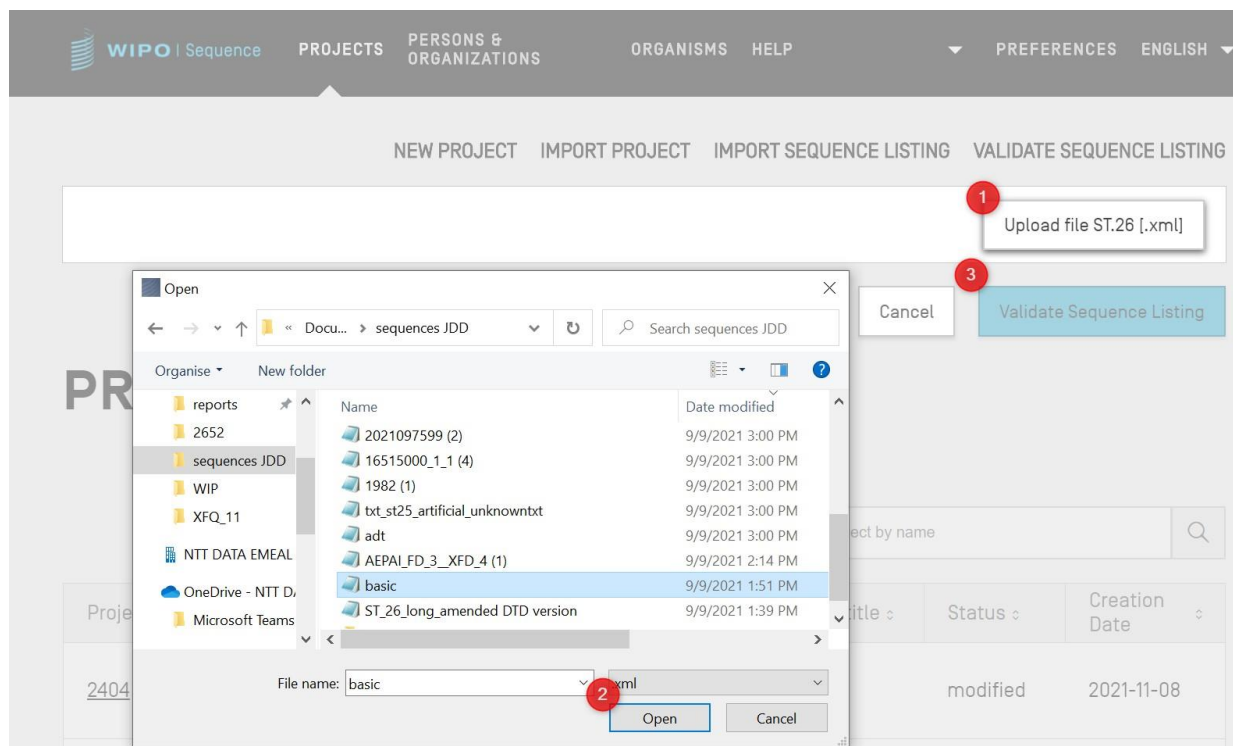 WIPO | Sequence PROJECTS PERSONS & ORGANIZATIONS ORGANISMS HELP PREFERENCES ENGLISH
NEW PROJECT IMPORT PROJECT IMPORT SEQUENCE LISTING VALIDATE SEQUENCE LISTING
1
Upload file ST.26 [.xml]
3
Cancel Validate Sequence Listing
Open
« Docu... > sequences JDD Search sequences JDD
Organise New folder
PR
reports
2652
sequences JDD
WIP
XFQ_11
NTT DATA EMEAL
OneDrive - NTT D
Microsoft Teams
Name Date modified
2021097599 (2) 9/9/2021 3:00 PM
16515000_1_1 (4) 9/9/2021 3:00 PM
1982 (1) 9/9/2021 3:00 PM
txt_st25_artificial_unknowntxt 9/9/2021 3:00 PM
adt 9/9/2021 3:00 PM
AEPAI_FD_3__XFD_4 (1) 9/9/2021 2:14 PM
basic 9/9/2021 1:51 PM
ST_26_long_amended DTD version 9/9/2021 1:39 PM
File name: basic xml
2
Open Cancel
ect by name
Proje title Status Creation Date
2404 modified 2021-11-08